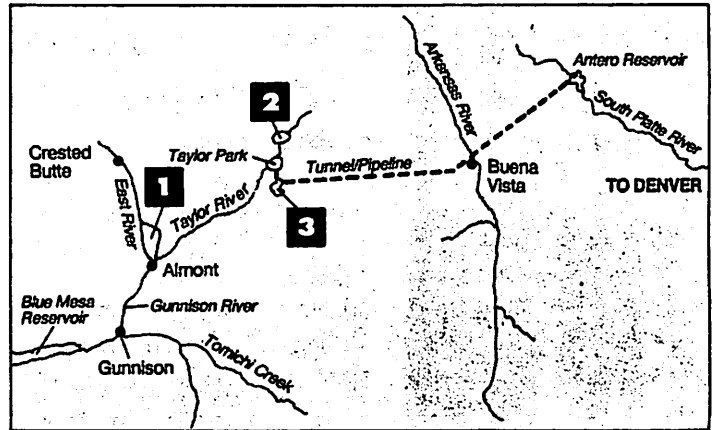 Antero Reservoir
Arkansas River
South Platte River
2
Crested
Butte
Taylor Park
Tunnel/Pipeline
Buena
Vista
TO DENVER
1
East River
Taylor River
3
Almont
Blue Mesa
Reservoir
Gunnison River
Gunnison
Tomichi Creek